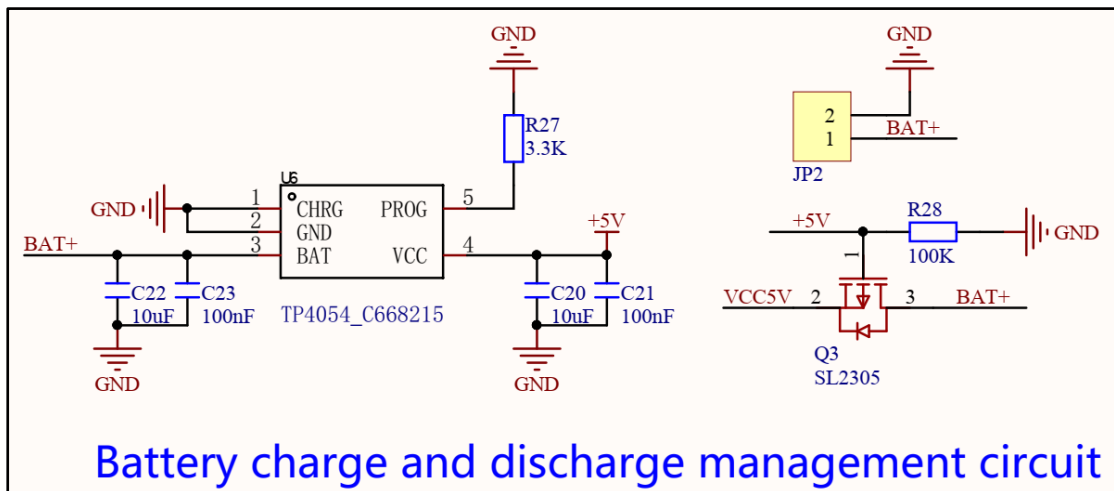 GND
R27
3.3K
U6
GND
1
CHRG
PROG
5
2
GND
BAT+
3
BAT
VCC
4
+5V
C22
10uF
C23
100nF
TP4054_C668215
C20
10uF
C21
100nF
GND
GND
GND
2
1
BAT+
JP2
+5V
R28
100K
GND
1
VCC5V
2
3
BAT+
Q3
SL2305
Battery charge and discharge management circuit